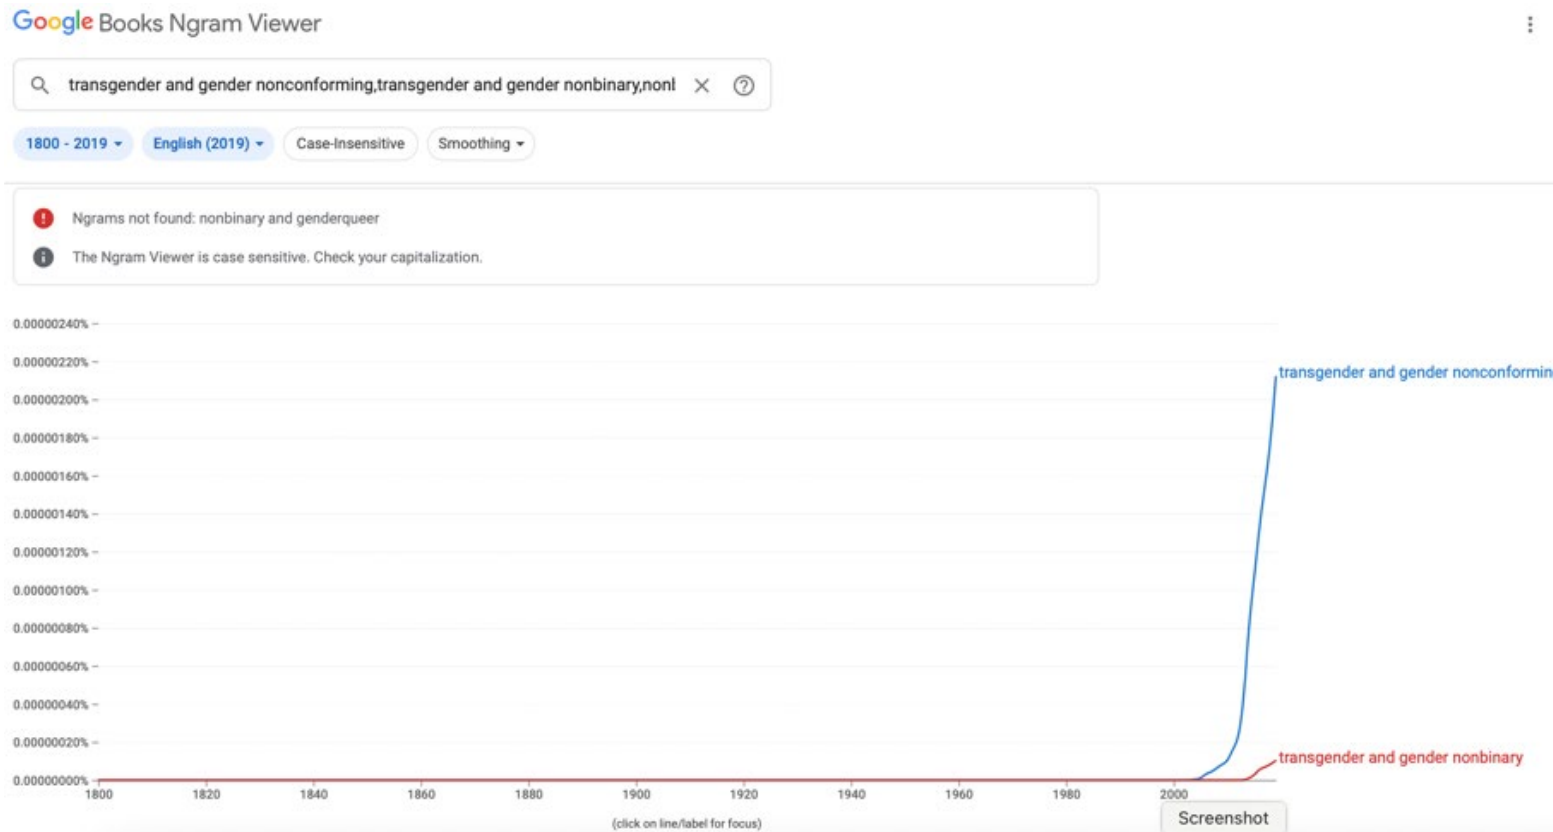 Google Books Ngram Viewer
transgender and gender nonconforming,transgender and gender nonbinary,nonl
1800 - 2019
English (2019)
Case-Insensitive
Smoothing
Ngrams not found: nonbinary and genderqueer
The Ngram Viewer is case sensitive. Check your capitalization.
0.00000240%
0.00000220%
transgender and gender nonconformin
0.00000200%
0.00000180%
0.00000160%
0.00000140%
0.00000120%
0.00000100%
0.00000080%
0.00000060%
0.00000040%
0.00000020%
transgender and gender nonbinary
0.00000000%
1800 1820 1840 1860 1880 1900 1920 1940 1960 1980 2000
(click on line/label for focus)
Screenshot